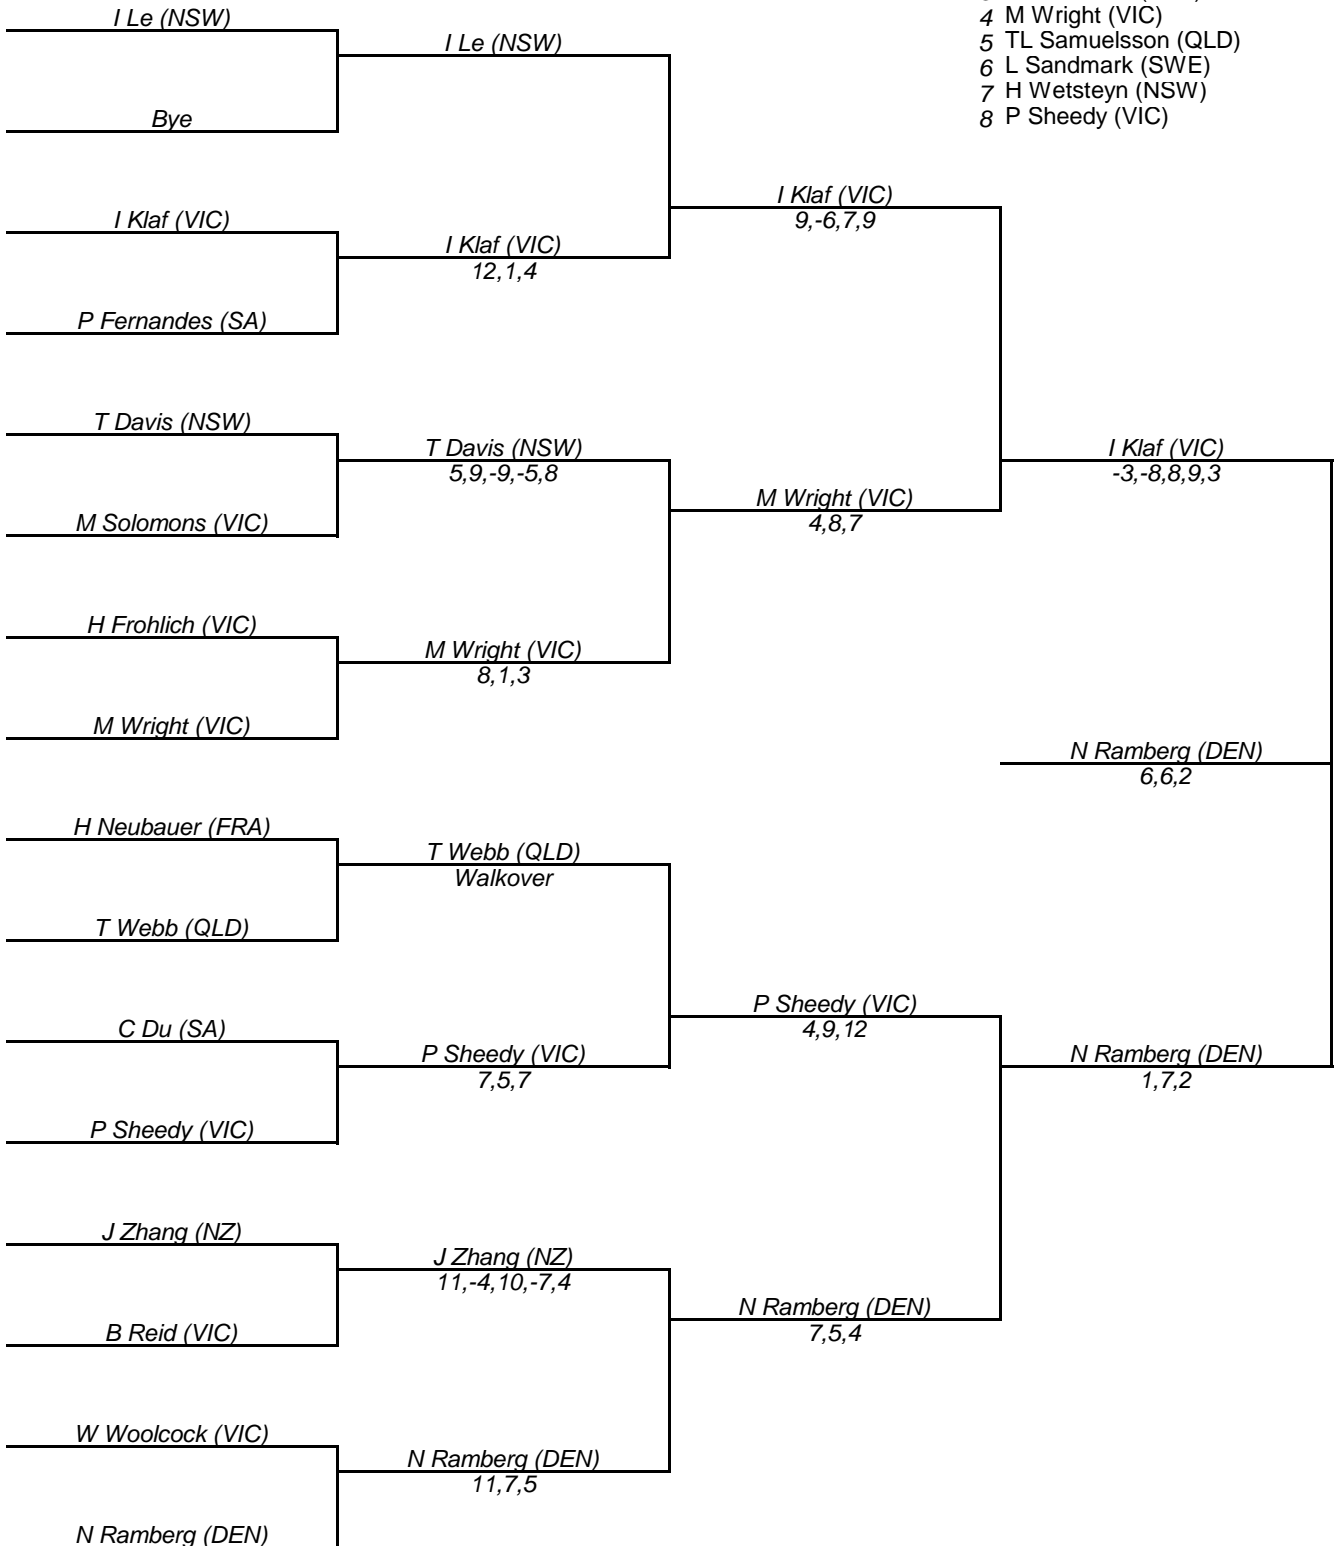 4 M Wright (VIC)
5 TL Samuelsson (QLD)
6 L Sandmark (SWE)
7 H Wetsteyn (NSW)
8 P Sheedy (VIC)
I Le (NSW)
Bye
I Klaf (VIC)
P Fernandes (SA)
T Davis (NSW)
M Solomons (VIC)
H Frohlich (VIC)
M Wright (VIC)
H Neubauer (FRA)
T Webb (QLD)
C Du (SA)
P Sheedy (VIC)
J Zhang (NZ)
B Reid (VIC)
W Woolcock (VIC)
N Ramberg (DEN)
I Le (NSW)
I Klaf (VIC)
12,1,4
T Davis (NSW)
5,9,-9,-5,8
M Wright (VIC)
8,1,3
T Webb (QLD)
Walkover
P Sheedy (VIC)
7,5,7
J Zhang (NZ)
11,-4,10,-7,4
N Ramberg (DEN)
11,7,5
I Klaf (VIC)
9,-6,7,9
M Wright (VIC)
4,8,7
P Sheedy (VIC)
4,9,12
N Ramberg (DEN)
7,5,4
I Klaf (VIC)
-3,-8,8,9,3
N Ramberg (DEN)
6,6,2
N Ramberg (DEN)
1,7,2